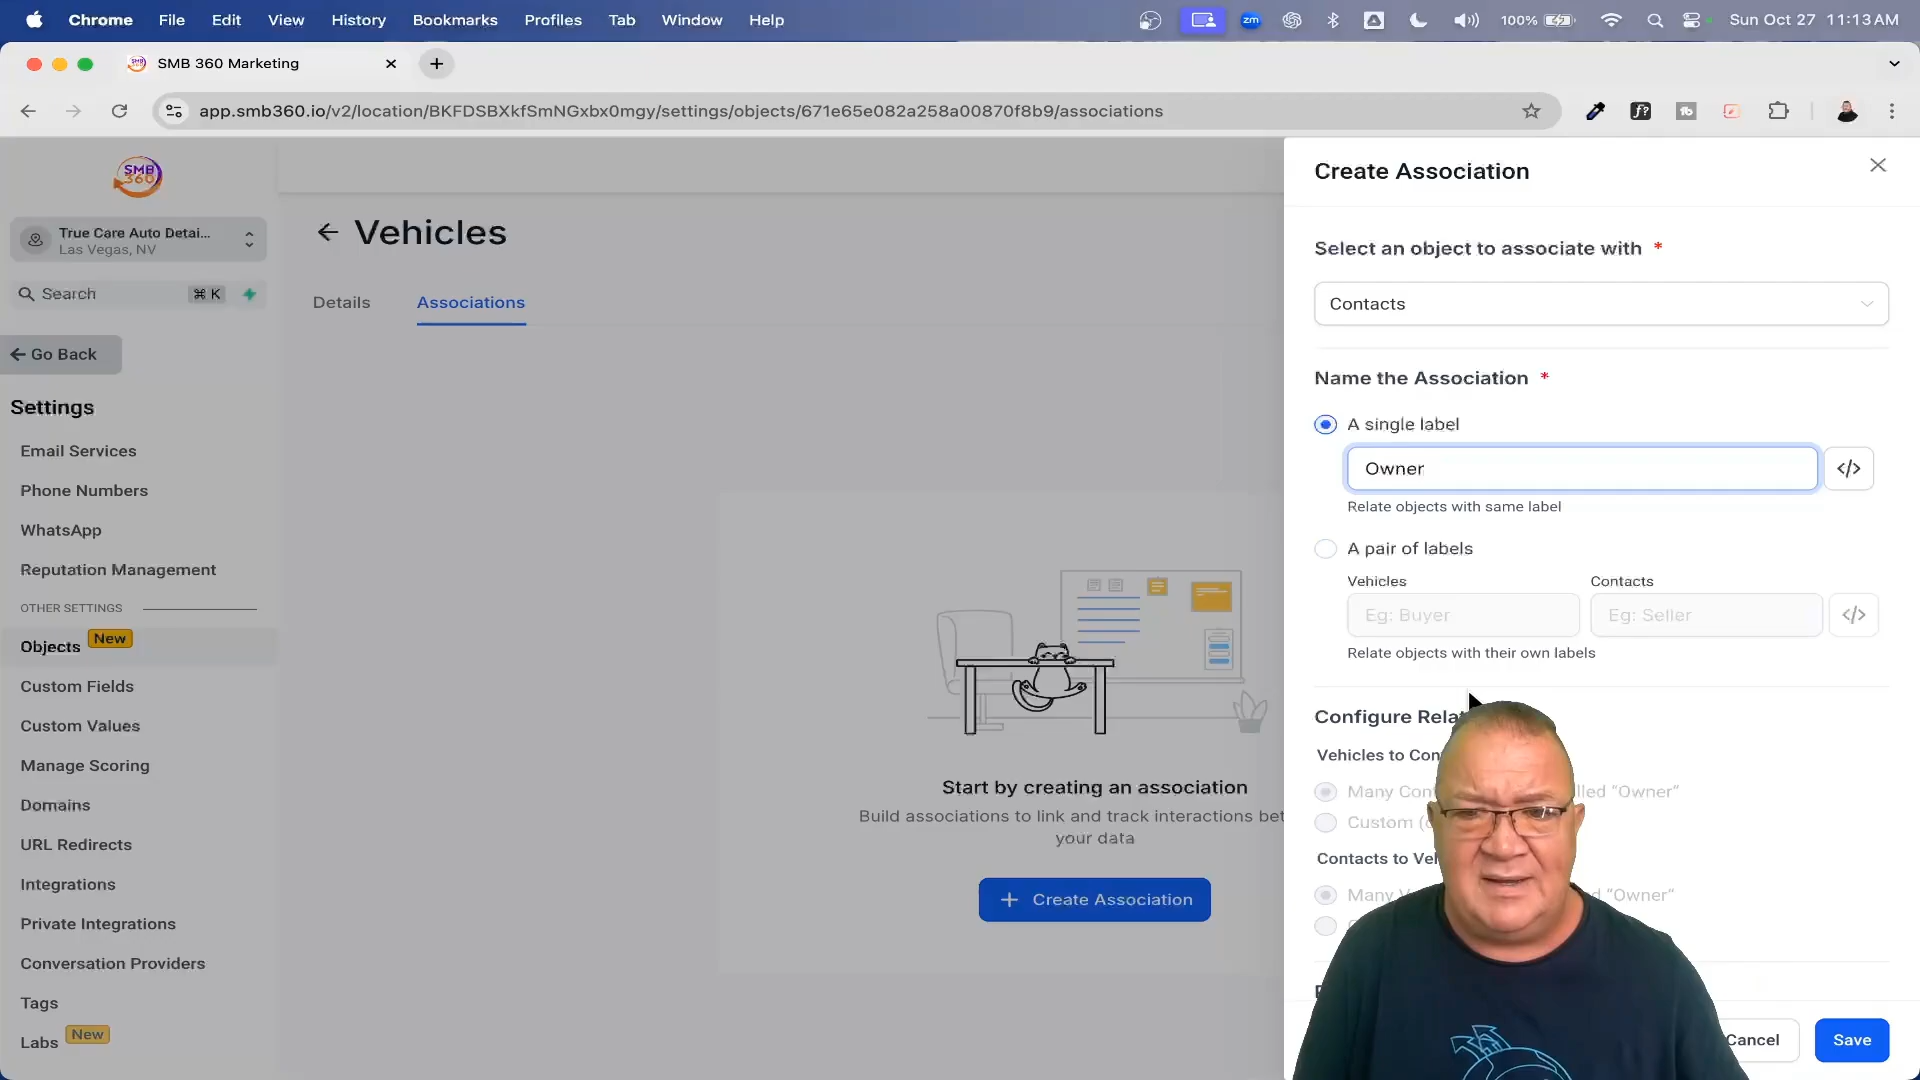 Chrome File Edit View History Bookmarks Profiles Tab Window Help zm 100% Sun Oct 27 11:13 AM
SMB 360 Marketing
app.smb360.io/v2/location/BKFDSBXkfSmNGxbx0mgy/settings/objects/671e65e082a258a00870f8b9/associations
SMB
360
True Care Auto Detai...
Las Vegas, NV
Search ⌘ K
Go Back
Settings
Email Services
Phone Numbers
WhatsApp
Reputation Management
OTHER SETTINGS
Objects New
Custom Fields
Custom Values
Manage Scoring
Domains
URL Redirects
Integrations
Private Integrations
Conversation Providers
Tags
Labs New
Vehicles
Details Associations
Start by creating an association
Build associations to link and track interactions bet
your data
+ Create Association
Create Association
Select an object to associate with *
Contacts
Name the Association *
A single label
Owner
</>
Relate objects with same label
A pair of labels
Vehicles Contacts
Eg: Buyer Eg: Seller </>
Relate objects with their own labels
Configure Rela
Vehicles to Con
Many Con lled "Owner"
Custom (
Contacts to Veh
Many V d "Owner"
Cancel Save